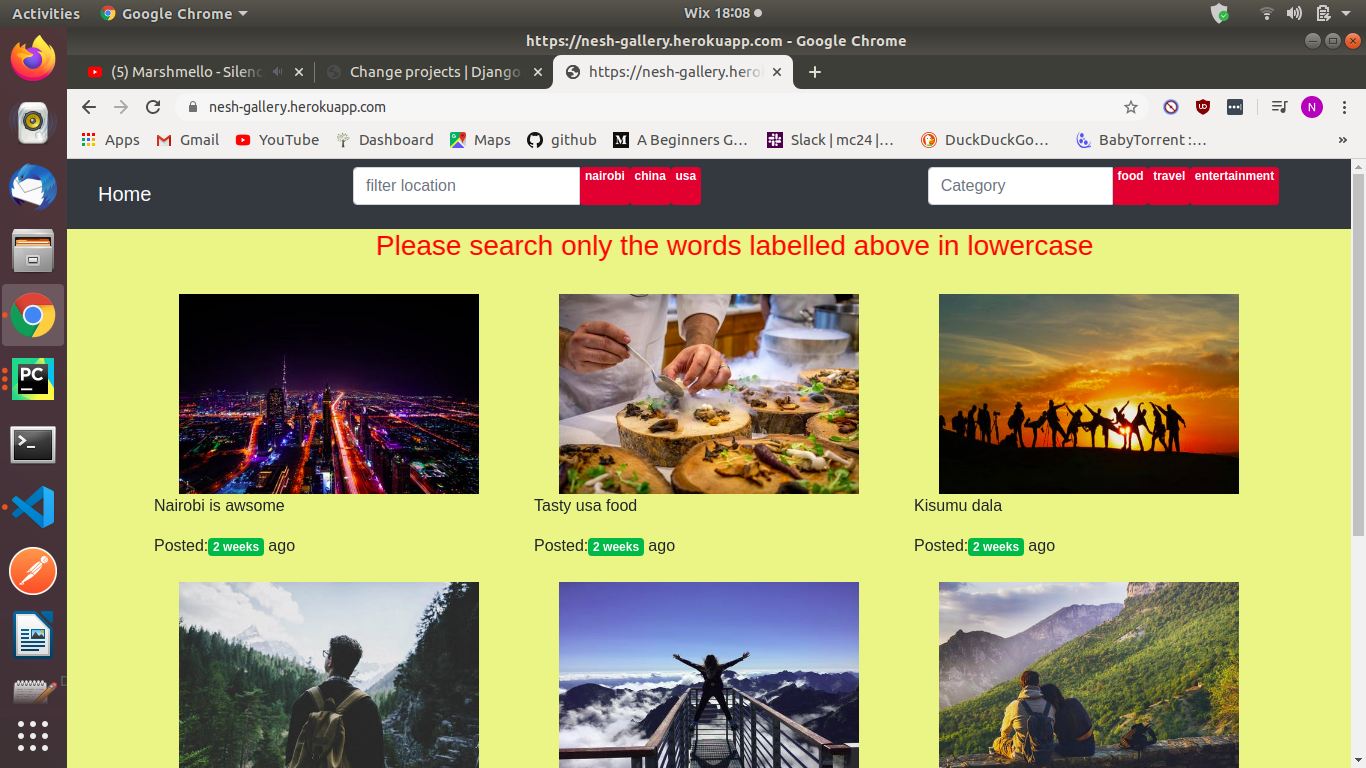 Activities Google Chrome Wix 18:08
https://nesh-gallery.herokuapp.com - Google Chrome
(5) Marshmello - Silenc Change projects | Django https://nesh-gallery.hero
nesh-gallery.herokuapp.com N
Apps Gmail YouTube Dashboard Maps github A Beginners G… Slack | mc24 |… DuckDuckGo… BabyTorrent :… »
Home filter location nairobi china usa Category food travel entertainment
Please search only the words labelled above in lowercase
Nairobi is awsome Tasty usa food Kisumu dala
Posted: 2 weeks ago Posted: 2 weeks ago Posted: 2 weeks ago
PC